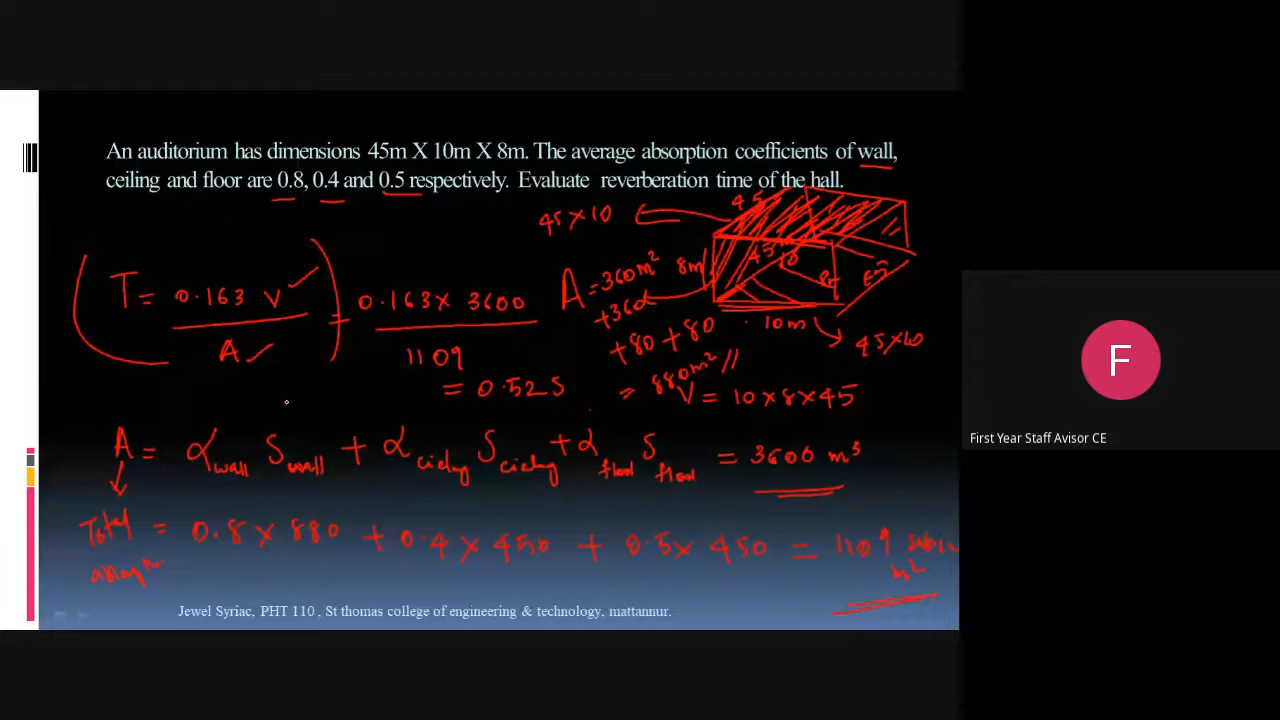 An auditorium has dimensions 45m X 10m X 8m. The average absorption coefficients of wall,
ceiling and floor are 0.8, 0.4 and 0.5 respectively. Evaluate reverberation time of the hall.
45
45×10
T = 0.163 V / A
= 0.163× 3600 / 1109
= 0.52 S
A = 360m² 8m
+80 +80
= 880m² //
10m
45×10
V = 10×8×45
A = α wall S wall + α S + α floor S floor = 3600 m³
Total = 0.8 × 880 + 0.4 × 450 + 0.5 × 450 = 1109
m²
Jewel Syriac, PHT 110 , St thomas college of engineering & technology, mattannur.
F
First Year Staff Avisor CE